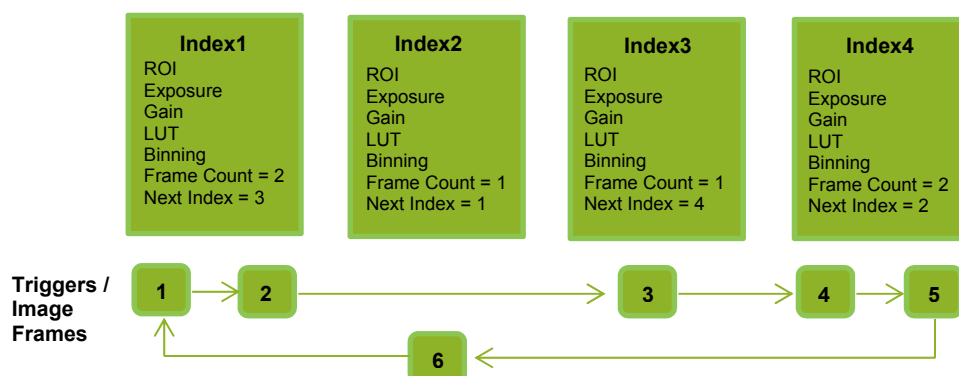 Index1
ROI
Exposure
Gain
LUT
Binning
Frame Count = 2
Next Index = 3
Index2
ROI
Exposure
Gain
LUT
Binning
Frame Count = 1
Next Index = 1
Index3
ROI
Exposure
Gain
LUT
Binning
Frame Count = 1
Next Index = 4
Index4
ROI
Exposure
Gain
LUT
Binning
Frame Count = 2
Next Index = 2
Triggers /
Image
Frames
1
2
3
4
5
6